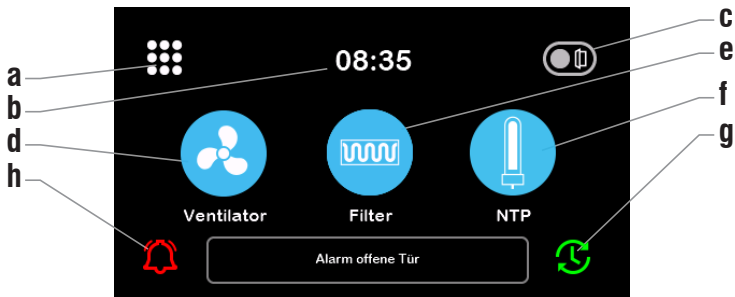 c
e
a
08:35
b
f
d
g
h
Ventilator Filter NTP
Alarm offene Tür